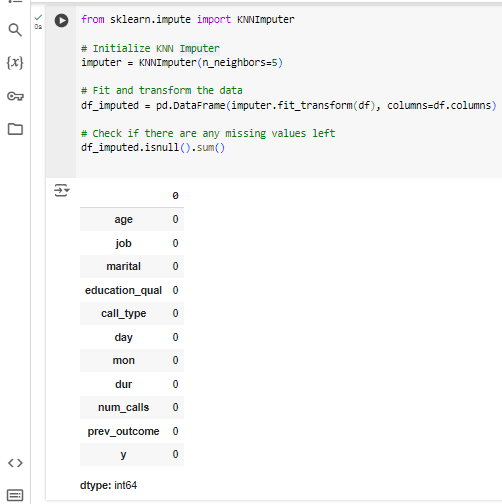 {x}
0s
from sklearn.impute import KNNImputer
# Initialize KNN Imputer
imputer = KNNImputer(n_neighbors=5)
# Fit and transform the data
df_imputed = pd.DataFrame(imputer.fit_transform(df), columns=df.columns)
# Check if there are any missing values left
df_imputed.isnull().sum()
0
age 0
job 0
marital 0
education_qual 0
call_type 0
day 0
mon 0
dur 0
num_calls 0
prev_outcome 0
y 0
dtype: int64